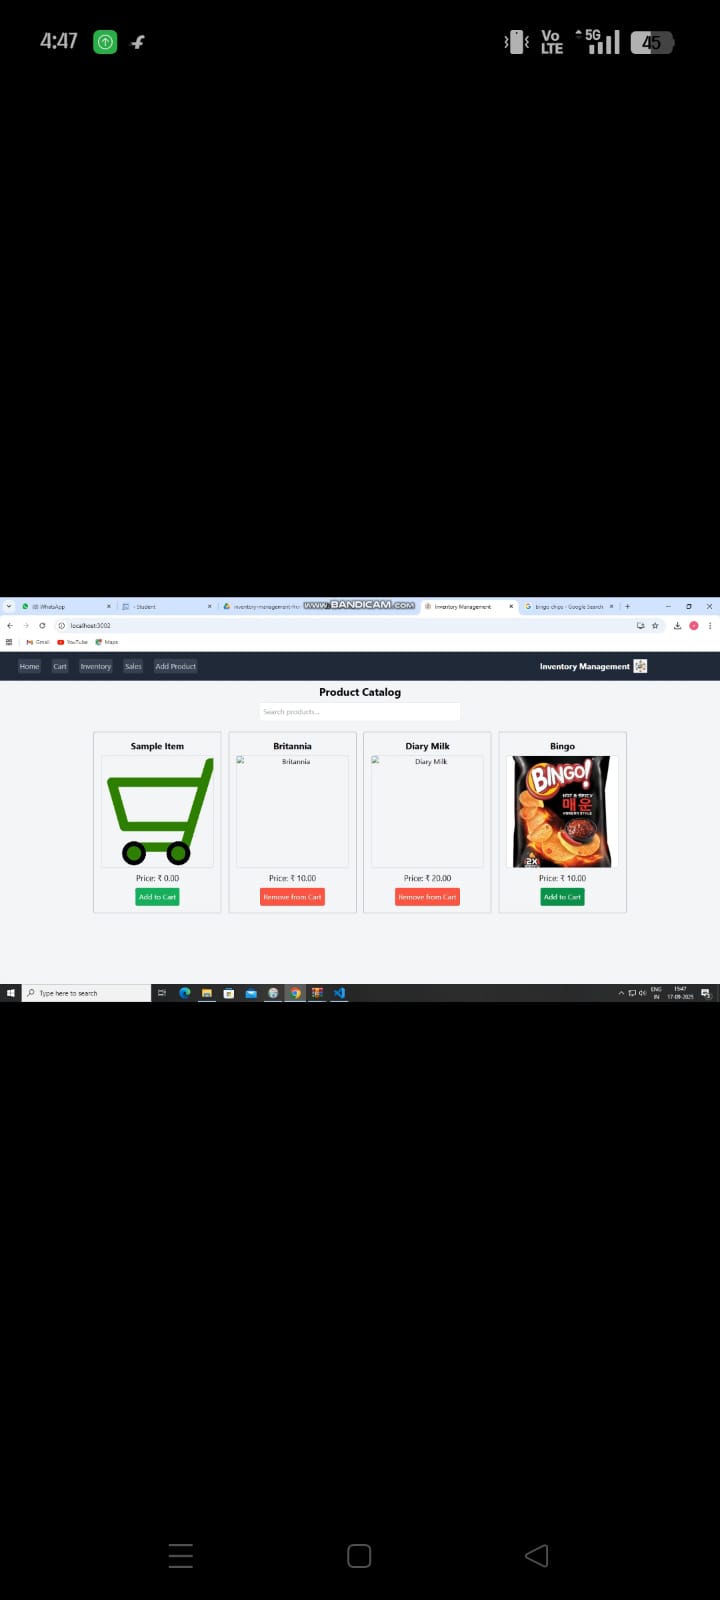 4:47
Vo LTE 5G 45
WhatsApp
Student
inventory-management-fro
WWW.BANDICAM.COM
Inventory Management
bingo chips - Google Search
localhost:3002
Gmail YouTube Maps
Home Cart Inventory Sales Add Product
Inventory Management
Product Catalog
Search products...
Sample Item
Price: ₹ 0.00
Add to Cart
Britannia
Britannia
Price: ₹ 10.00
Remove from Cart
Diary Milk
Diary Milk
Price: ₹ 20.00
Remove from Cart
Bingo
BINGO!
HOT & SPICY
매운
KOREAN STYLE
2X
Price: ₹ 10.00
Add to Cart
Type here to search
ENG
IN
15:47
17-09-2025